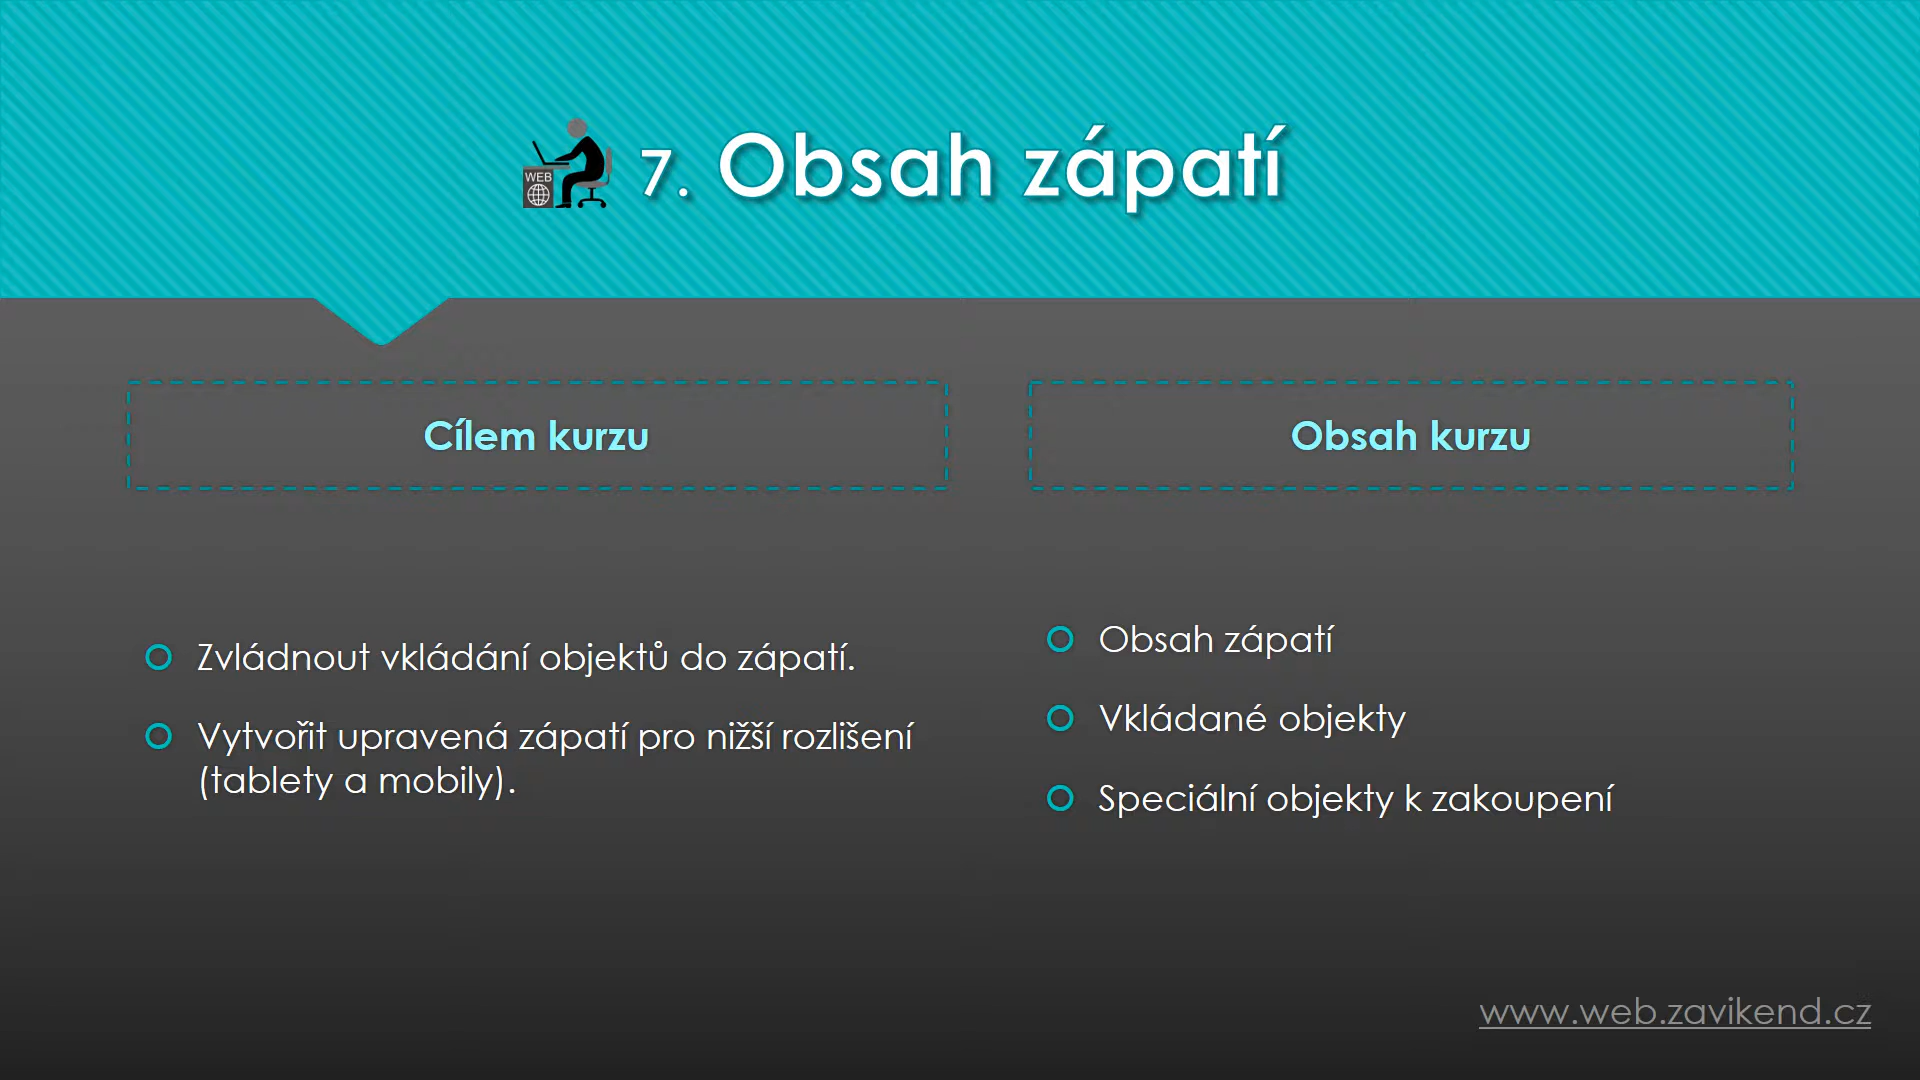 WEB
7. Obsah zápatí
Cílem kurzu
Zvládnout vkládání objektů do zápatí.
Vytvořit upravená zápatí pro nižší rozlišení
(tablety a mobily).
Obsah kurzu
Obsah zápatí
Vkládané objekty
Speciální objekty k zakoupení
www.web.zavikend.cz